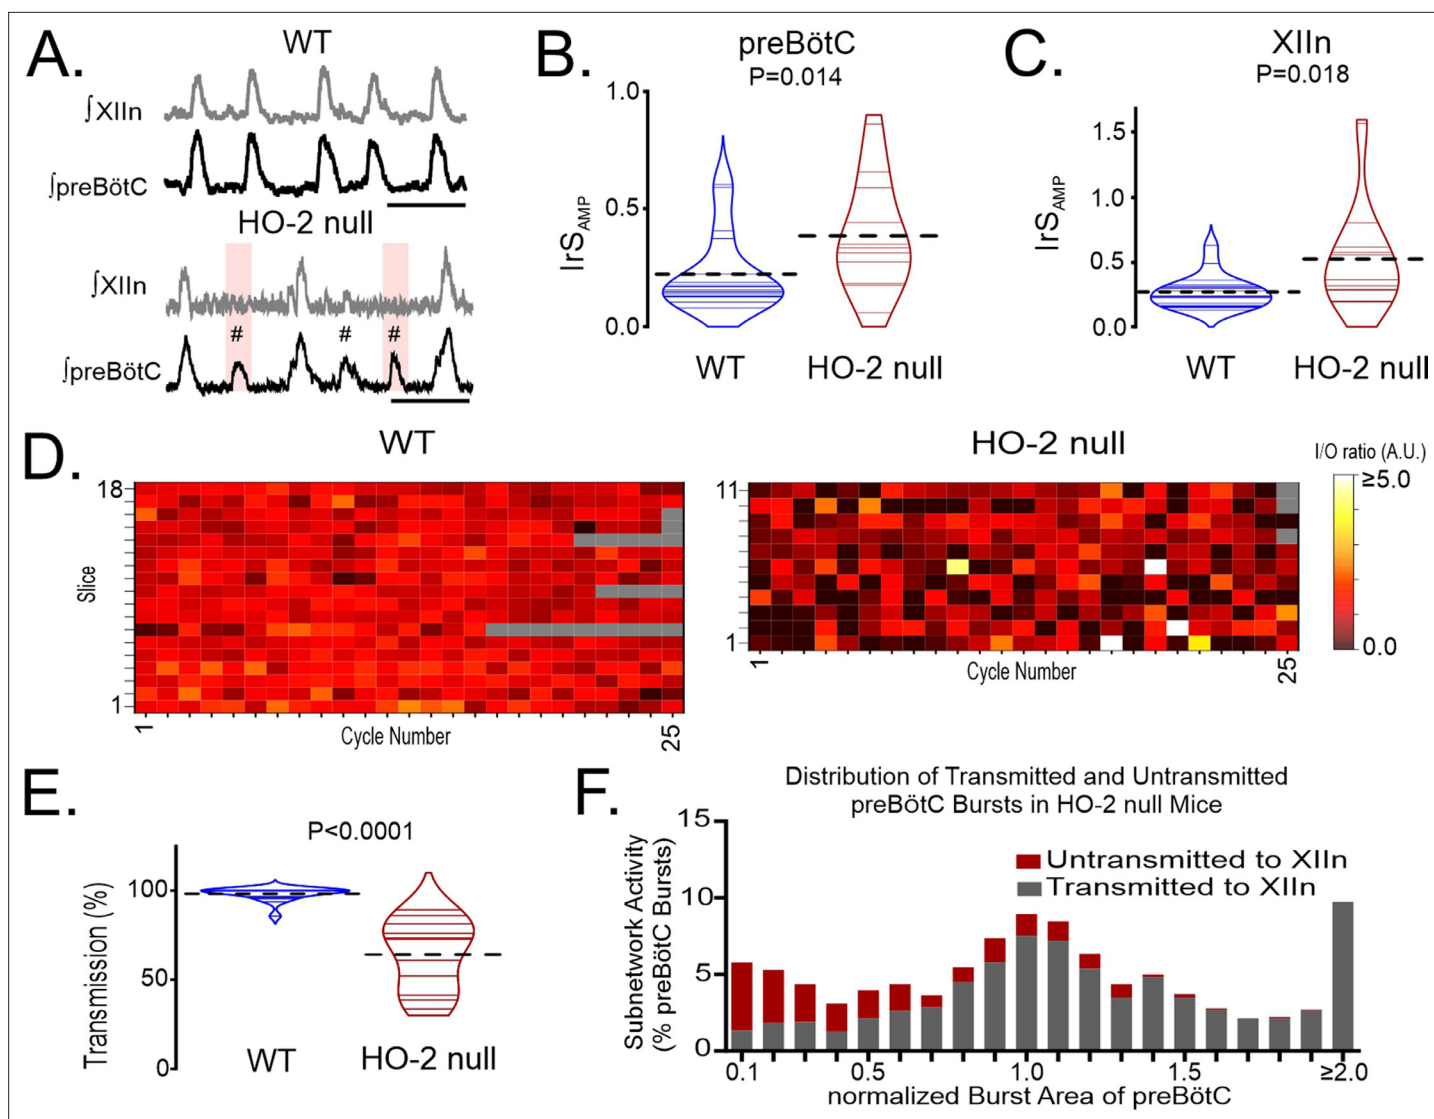 A.
WT
∫XIIn
∫preBötC
HO-2 null
∫XIIn
# # #
∫preBötC
B.
preBötC
P=0.014
1.0
0.5
0.0
IrS_AMP
WT
HO-2 null
C.
XIIn
P=0.018
1.5
1.0
0.5
0.0
IrS_AMP
WT
HO-2 null
D.
WT
18
1
Slice
1
25
Cycle Number
HO-2 null
11
1
1
25
Cycle Number
I/O ratio (A.U.)
≥5.0
0.0
E.
P<0.0001
100
50
0
Transmission (%)
WT
HO-2 null
F.
Distribution of Transmitted and Untransmitted
preBötC Bursts in HO-2 null Mice
15
10
5
0
Subnetwork Activity
(% preBötC Bursts)
Untransmitted to XIIn
Transmitted to XIIn
0.1 0.5 1.0 1.5 ≥2.0
normalized Burst Area of preBötC